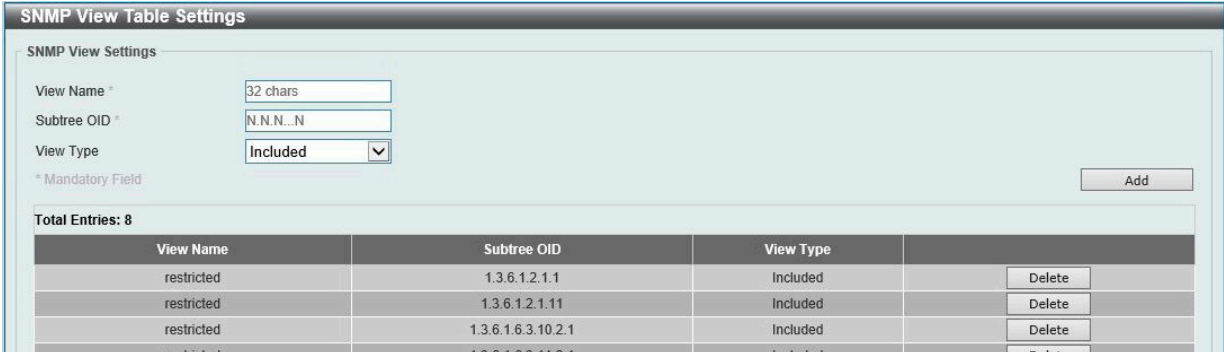 SNMP View Table Settings
SNMP View Settings
View Name * 32 chars
Subtree OID * N.N.N...N
View Type Included
* Mandatory Field Add
Total Entries: 8
View Name Subtree OID View Type
restricted 1.3.6.1.2.1.1 Included Delete
restricted 1.3.6.1.2.1.11 Included Delete
restricted 1.3.6.1.6.3.10.2.1 Included Delete